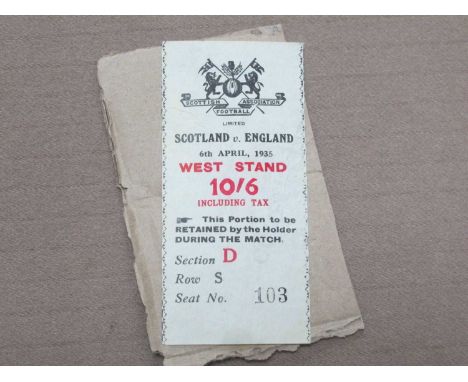 SCOTTISH ASSOCIATION
FOOTBALL
LIMITED
SCOTLAND v. ENGLAND
6th APRIL, 1935
WEST STAND
10/6
INCLUDING TAX
☛ This Portion to be
RETAINED by the Holder
DURING THE MATCH.
Section D
Row S
Seat No. 103